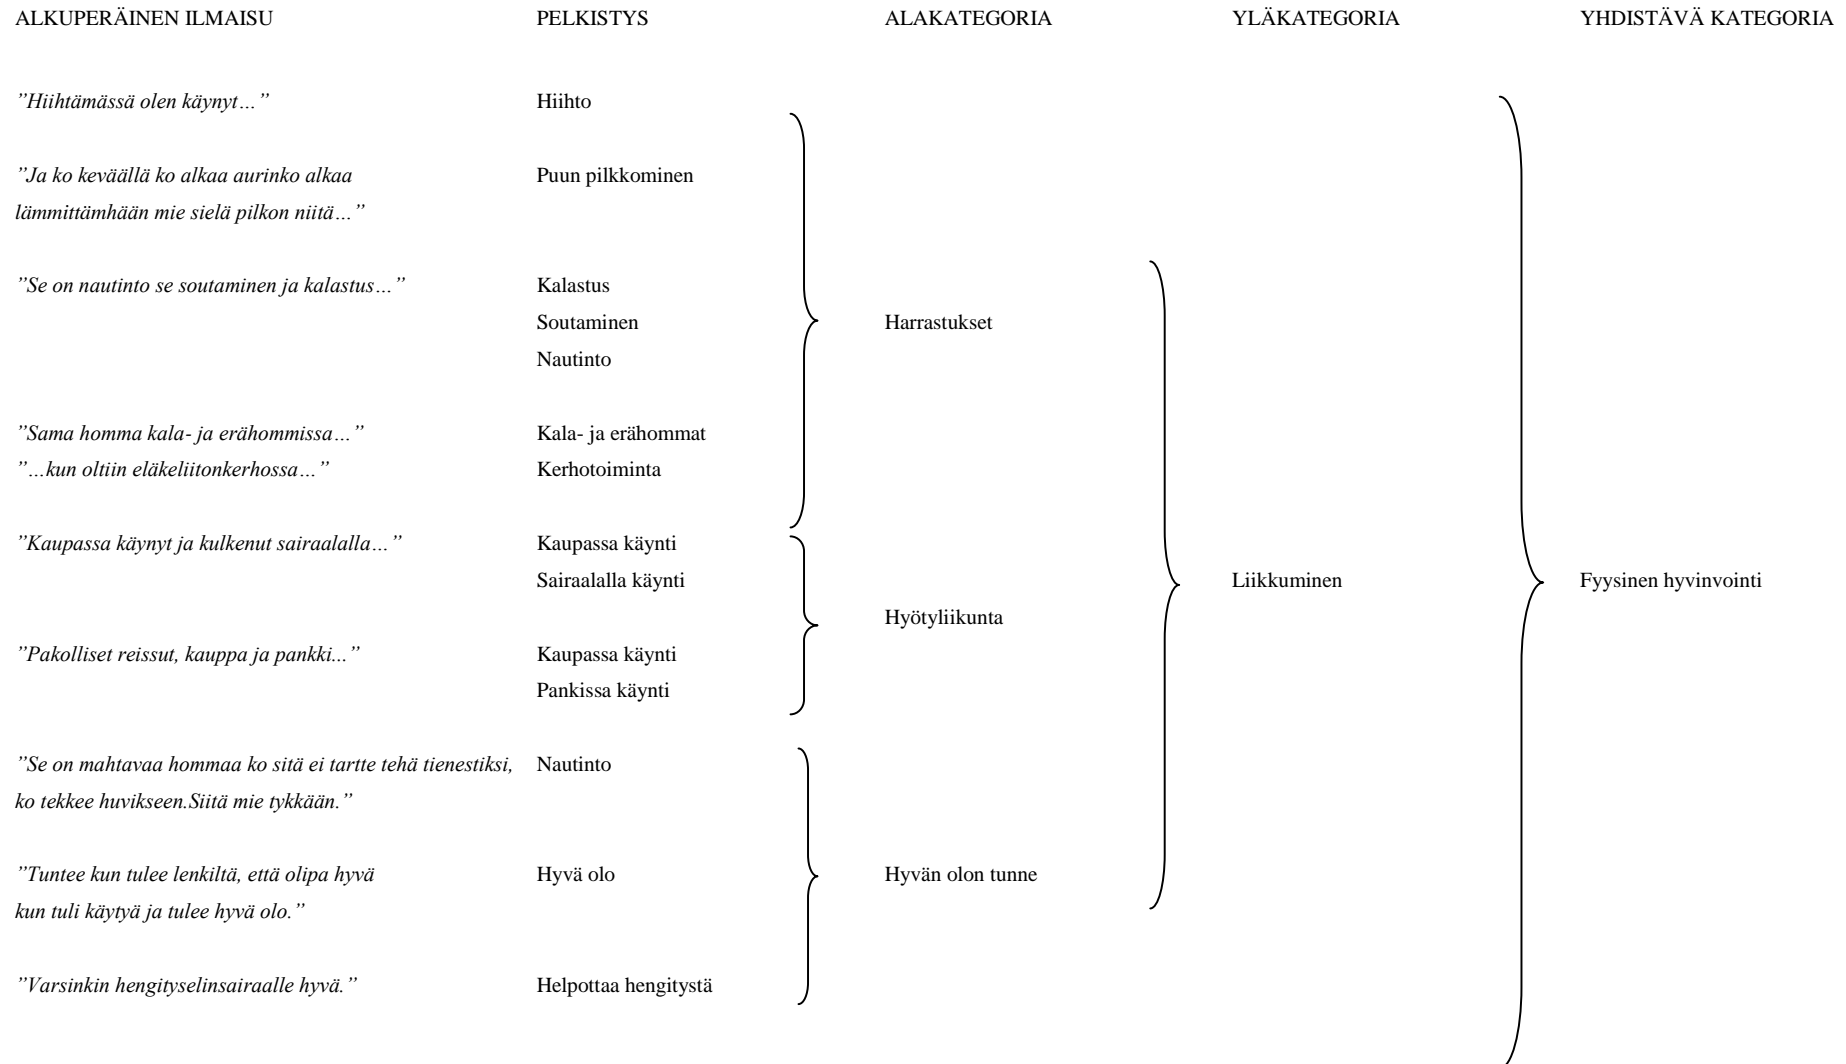 ALKUPERÄINEN ILMAISU PELKISTYS ALAKATEGORIA YLÄKATEGORIA YHDISTÄVÄ KATEGORIA
”Hiihtämässä olen käynyt…” Hiihto
”Ja ko keväällä ko alkaa aurinko alkaa Puun pilkkominen
lämmittämhään mie sielä pilkon niitä…”
”Se on nautinto se soutaminen ja kalastus…” Kalastus
Soutaminen Harrastukset
Nautinto
”Sama homma kala- ja erähommissa…” Kala- ja erähommat
”…kun oltiin eläkeliitonkerhossa…” Kerhotoiminta
”Kaupassa käynyt ja kulkenut sairaalalla…” Kaupassa käynti
Sairaalalla käynti Liikkuminen Fyysinen hyvinvointi
Hyötyliikunta
”Pakolliset reissut, kauppa ja pankki...” Kaupassa käynti
Pankissa käynti
”Se on mahtavaa hommaa ko sitä ei tartte tehä tienestiksi, Nautinto
ko tekkee huvikseen.Siitä mie tykkään.”
”Tuntee kun tulee lenkiltä, että olipa hyvä Hyvä olo Hyvän olon tunne
kun tuli käytyä ja tulee hyvä olo.”
”Varsinkin hengityselinsairaalle hyvä.” Helpottaa hengitystä